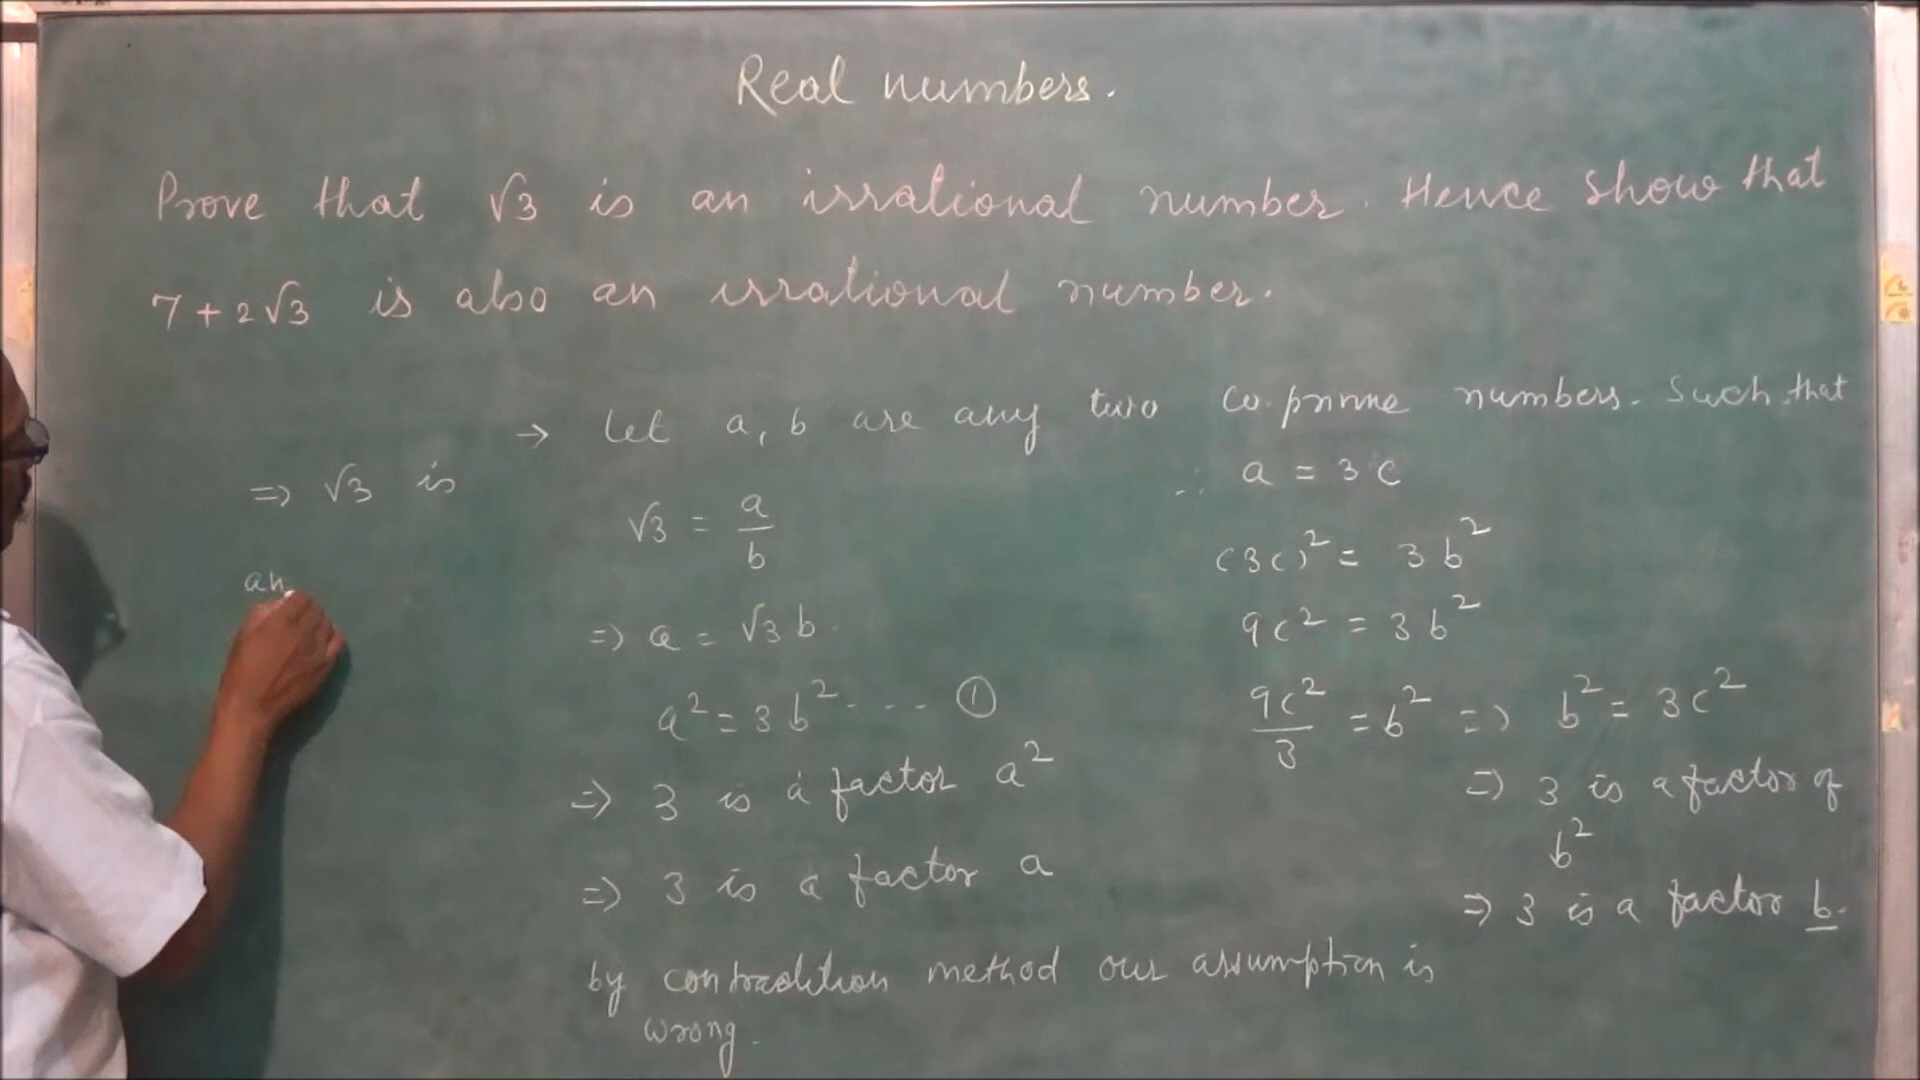 Real numbers.
Prove that √3 is an irrational number. Hence show that
7 + 2√3 is also an irrational number.
→ Let a, b are any two co.prime numbers. Such that
√3 = a/b
⇒ a = √3 b.
a² = 3b² - - - - ①
⇒ 3 is a factor a²
⇒ 3 is a factor a
∴ a = 3c
(3c)² = 3b²
9c² = 3b²
9c²/3 = b² ⇒ b² = 3c²
⇒ 3 is a factor of
b²
⇒ 3 is a factor b.
by contradition method our assumption is
wrong.
⇒ √3 is
an